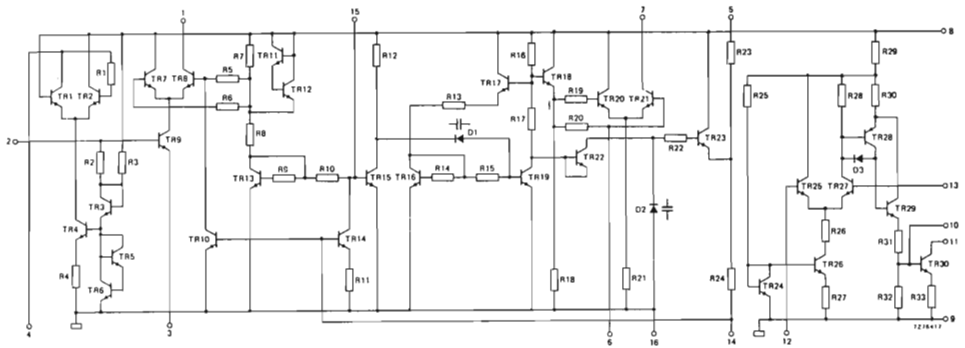 1 15 7 5
8
R1 R7 TR11 R12 R16 R23 R29
TR1 TR2 TR7 TR8 R5 TR12 TR17 TR18 R19 TR20 TR21 R25 R28 R30
R6 R13 R17 R20
2 TR9 R8 D1 TR22 R22 TR23 TR28
R2 R3 D3
TR13 R9 R10 TR15 TR16 R14 R15 TR19 TR25 TR27 13
TR3 D2 TR29
TR4 TR10 TR14 R26 R31 10
TR5 11
R4 TR6 R11 R18 R21 R24 TR26 TR30
TR24 R27 R32 R33
9
4 3 6 16 14 12 7Z76417